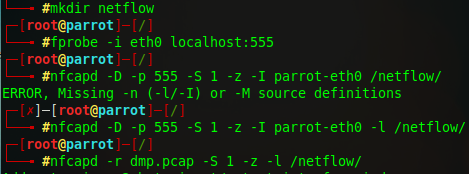 #mkdir netflow
[root@parrot]─[/]
#fprobe -i eth0 localhost:555
[root@parrot]─[/]
#nfcapd -D -p 555 -S 1 -z -I parrot-eth0 /netflow/
ERROR, Missing -n (-l/-I) or -M source definitions
[✗]─[root@parrot]─[/]
#nfcapd -D -p 555 -S 1 -z -I parrot-eth0 -l /netflow/
[root@parrot]─[/]
#nfcapd -r dmp.pcap -S 1 -z -l /netflow/